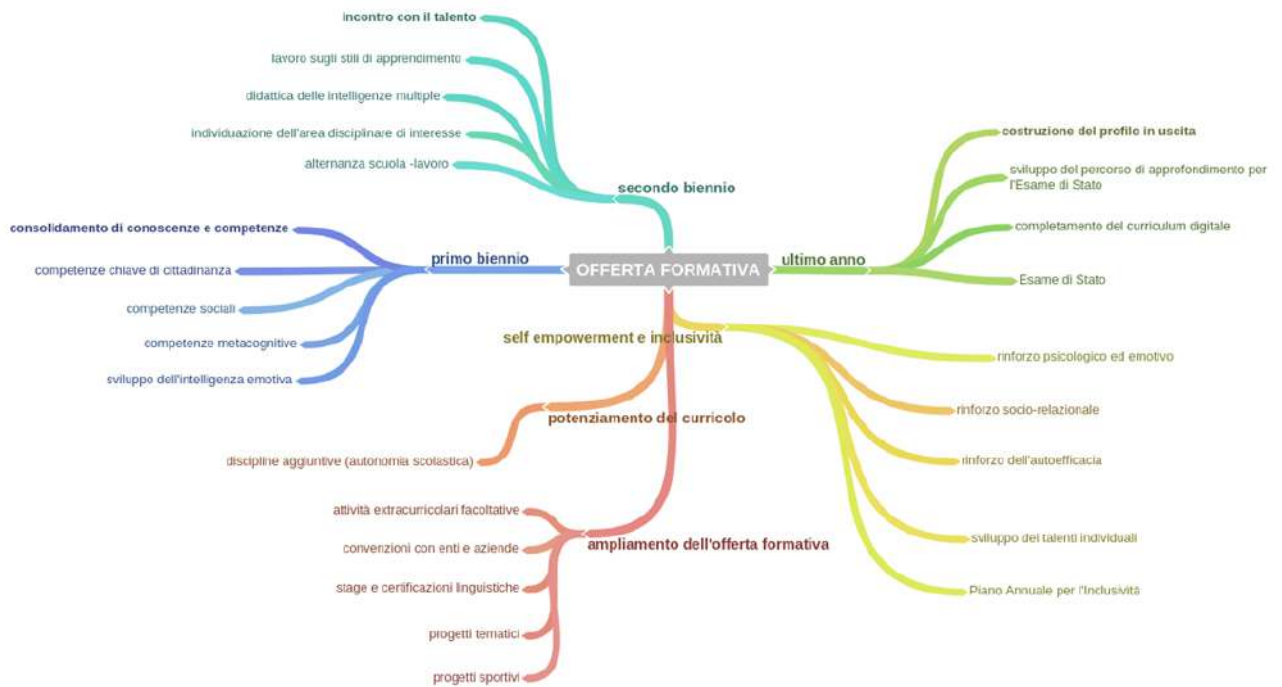 incontro con il talento
lavoro sugli stili di apprendimento
didattica delle intelligenze multiple
individuazione dell'area disciplinare di interesse
alternanza scuola -lavoro
secondo biennio
consolidamento di conoscenze e competenze
competenze chiave di cittadinanza
competenze sociali
competenze metacognitive
sviluppo dell'intelligenza emotiva
primo biennio
OFFERTA FORMATIVA
ultimo anno
costruzione del profilo in uscita
sviluppo del percorso di approfondimento per
l'Esame di Stato
completamento del curriculum digitale
Esame di Stato
self empowerment e inclusività
rinforzo psicologico ed emotivo
rinforzo socio-relazionale
rinforzo dell'autoefficacia
sviluppo dei talenti individuali
Piano Annuale per l'Inclusività
potenziamento del curricolo
discipline aggiuntive (autonomia scolastica)
ampliamento dell'offerta formativa
attività extracurricolari facoltative
convenzioni con enti e aziende
stage e certificazioni linguistiche
progetti tematici
progetti sportivi